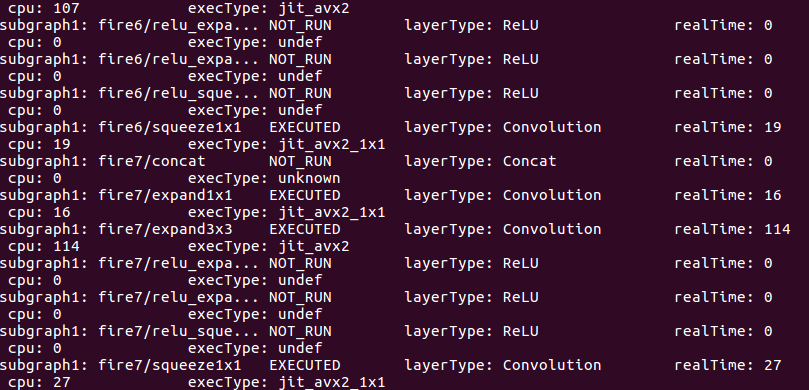 cpu: 107 execType: jit_avx2
subgraph1: fire6/relu_expa... NOT_RUN layerType: ReLU realTime: 0
cpu: 0 execType: undef
subgraph1: fire6/relu_expa... NOT_RUN layerType: ReLU realTime: 0
cpu: 0 execType: undef
subgraph1: fire6/relu_sque... NOT_RUN layerType: ReLU realTime: 0
cpu: 0 execType: undef
subgraph1: fire6/squeeze1x1 EXECUTED layerType: Convolution realTime: 19
cpu: 19 execType: jit_avx2_1x1
subgraph1: fire7/concat NOT_RUN layerType: Concat realTime: 0
cpu: 0 execType: unknown
subgraph1: fire7/expand1x1 EXECUTED layerType: Convolution realTime: 16
cpu: 16 execType: jit_avx2_1x1
subgraph1: fire7/expand3x3 EXECUTED layerType: Convolution realTime: 114
cpu: 114 execType: jit_avx2
subgraph1: fire7/relu_expa... NOT_RUN layerType: ReLU realTime: 0
cpu: 0 execType: undef
subgraph1: fire7/relu_expa... NOT_RUN layerType: ReLU realTime: 0
cpu: 0 execType: undef
subgraph1: fire7/relu_sque... NOT_RUN layerType: ReLU realTime: 0
cpu: 0 execType: undef
subgraph1: fire7/squeeze1x1 EXECUTED layerType: Convolution realTime: 27
cpu: 27 execType: jit_avx2_1x1